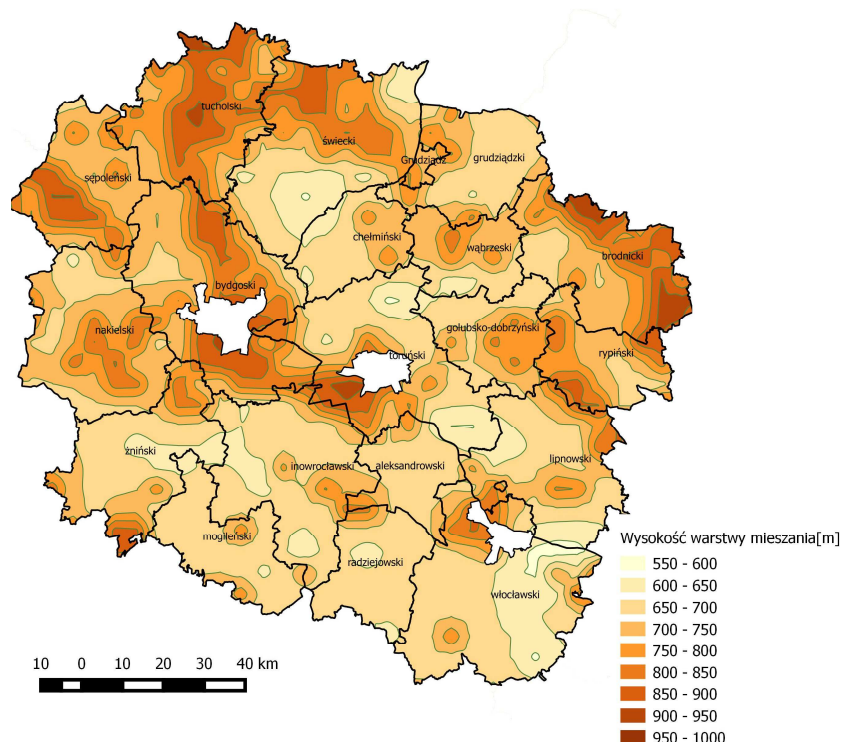 tucholski
świecki
Grudziądz
grudziądzki
sępoleński
chełmiński
wąbrzeski
brodnicki
bydgoski
nakielski
toruński
golubsko-dobrzyński
rypiński
żniński
inowrocławski
aleksandrowski
lipnowski
mogileński
radziejowski
włocławski
Wysokość warstwy mieszania[m]
550 - 600
600 - 650
650 - 700
700 - 750
750 - 800
800 - 850
850 - 900
900 - 950
950 - 1000
10 0 10 20 30 40 km